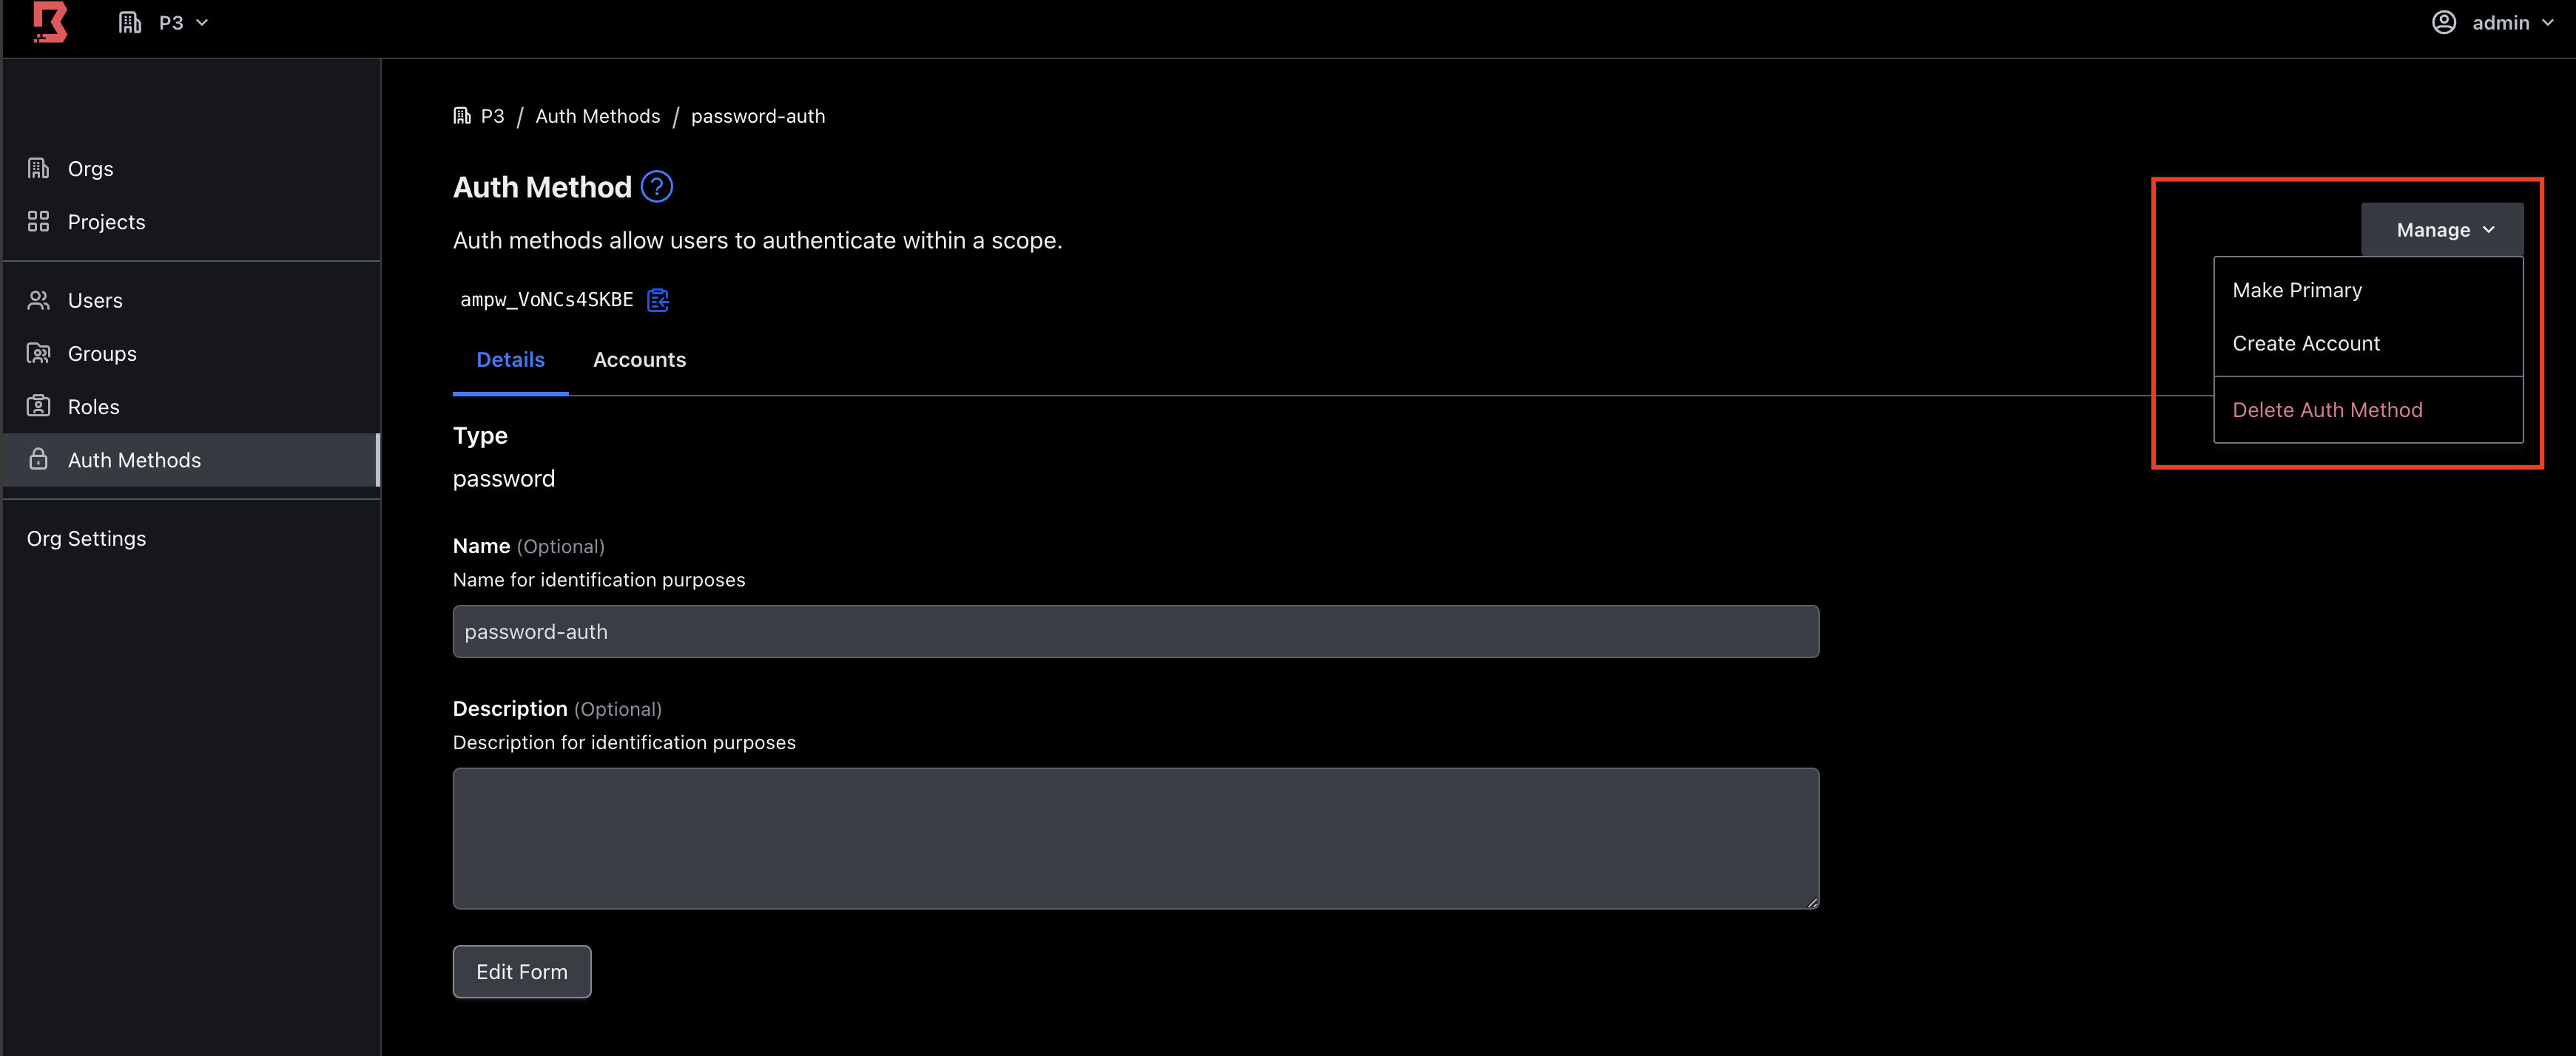 P3
admin
Orgs
Projects
Users
Groups
Roles
Auth Methods
Org Settings
P3 / Auth Methods / password-auth
Auth Method ?
Auth methods allow users to authenticate within a scope.
ampw_VoNCs4SKBE
Manage
Make Primary
Create Account
Delete Auth Method
Details Accounts
Type
password
Name (Optional)
Name for identification purposes
password-auth
Description (Optional)
Description for identification purposes
Edit Form